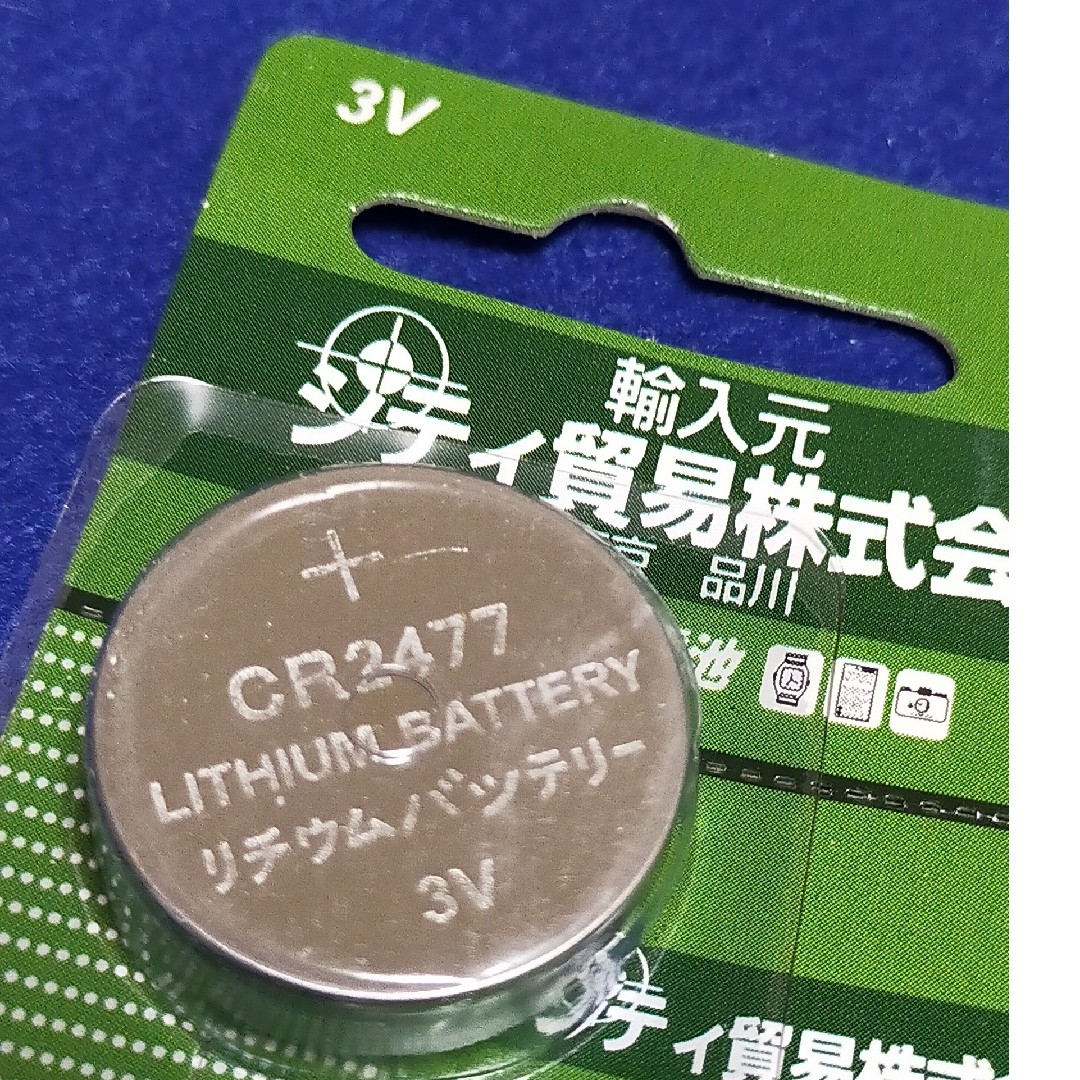 3V
輸入元
シティ貿易株式会
品川
池
+
CR2477
LITHIUM BATTERY
リチウムバッテリー
3V
シティ貿易株式